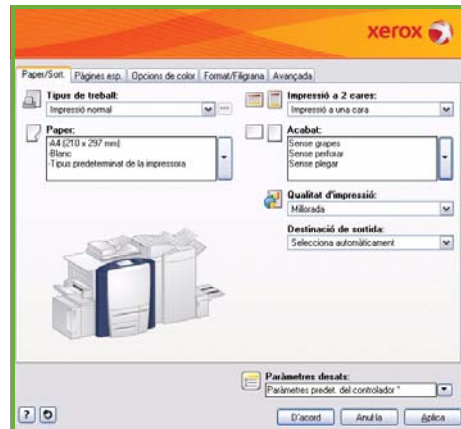 xerox
Paper/Sort. Pàgines esp. Opcions de color Format/Filigrana Avançada
Tipus de treball:
Impressió normal
Paper:
-A4 (210 x 297 mm)
-Blanc
-Tipus predeterminat de la impressora
Impressió a 2 cares:
Impressió a una cara
Acabat:
Sense grapes
Sense perforar
Sense plegar
Qualitat d'impressió:
Millorada
Destinació de sortida:
Selecciona automàticament
Paràmetres desats:
Paràmetres predet. del controlador *
? D'acord Anul·la Aplica